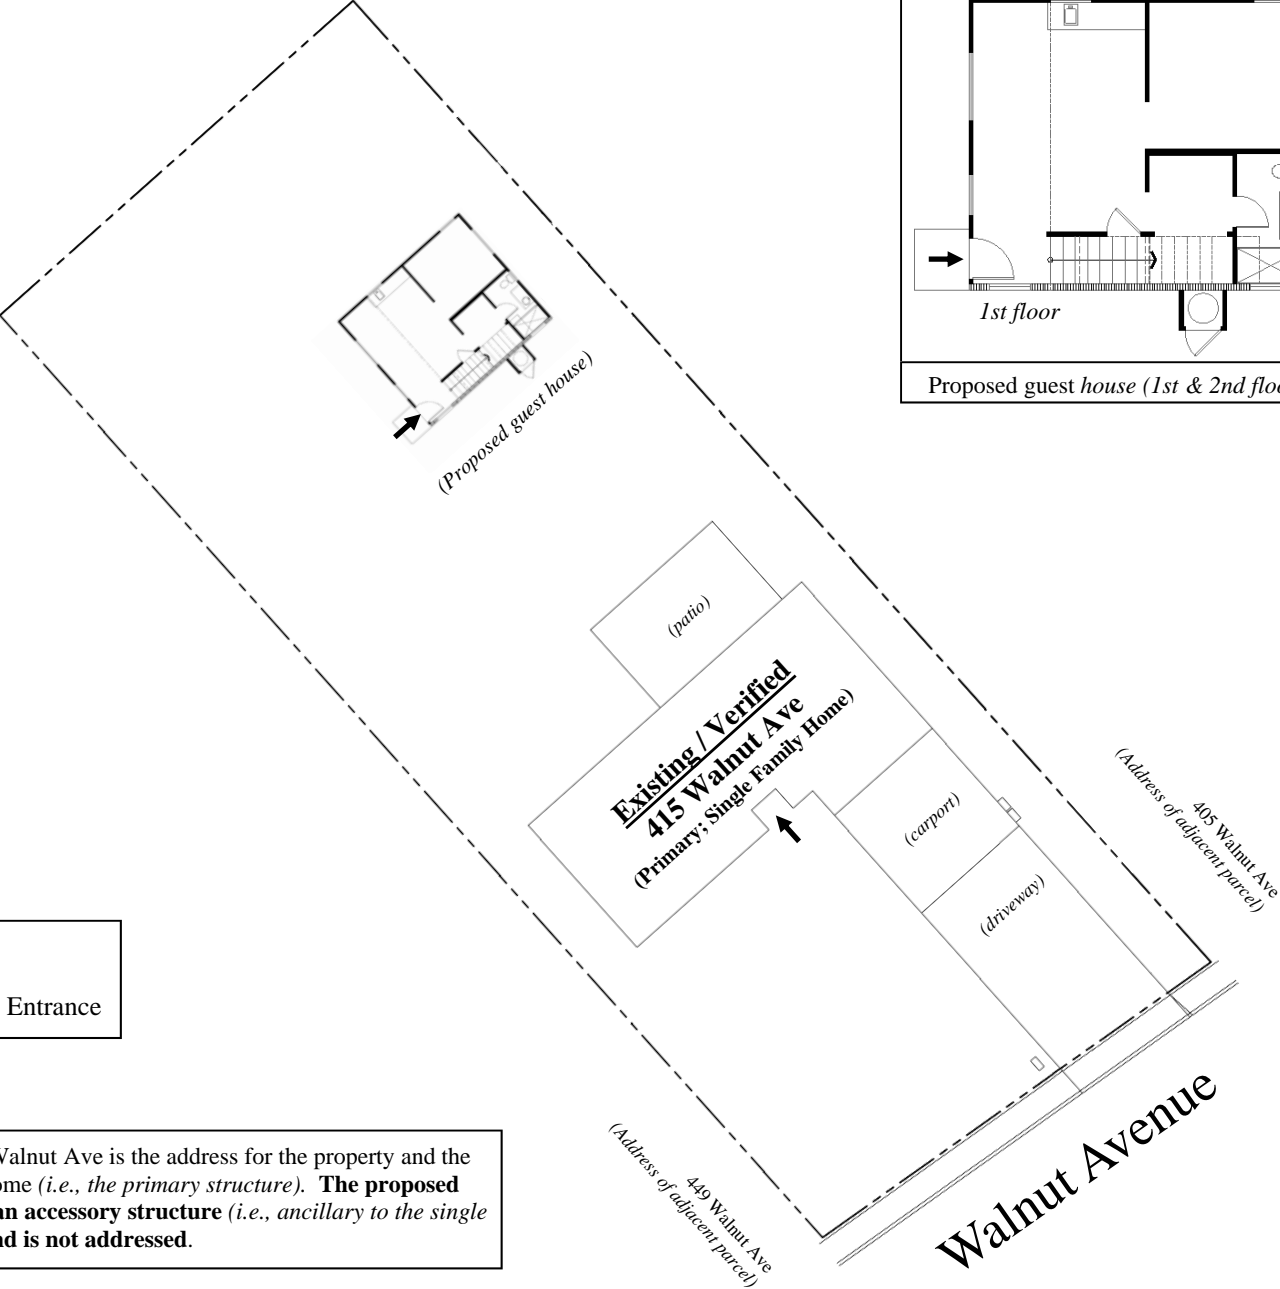 1st floor
Proposed guest house (1st & 2nd
(Proposed guest house)
(patio)
Existing / Verified
415 Walnut Ave
(Primary; Single Family Home)
(carport)
(driveway)
405 Walnut Ave
(Address of adjacent parcel)
Entrance
Walnut Avenue
Walnut Ave is the address for the property and the
(i.e., the primary structure). The proposed
an accessory structure (i.e., ancillary to the single
is not addressed.
449 Walnut Ave
(Address of adjacent parcel)